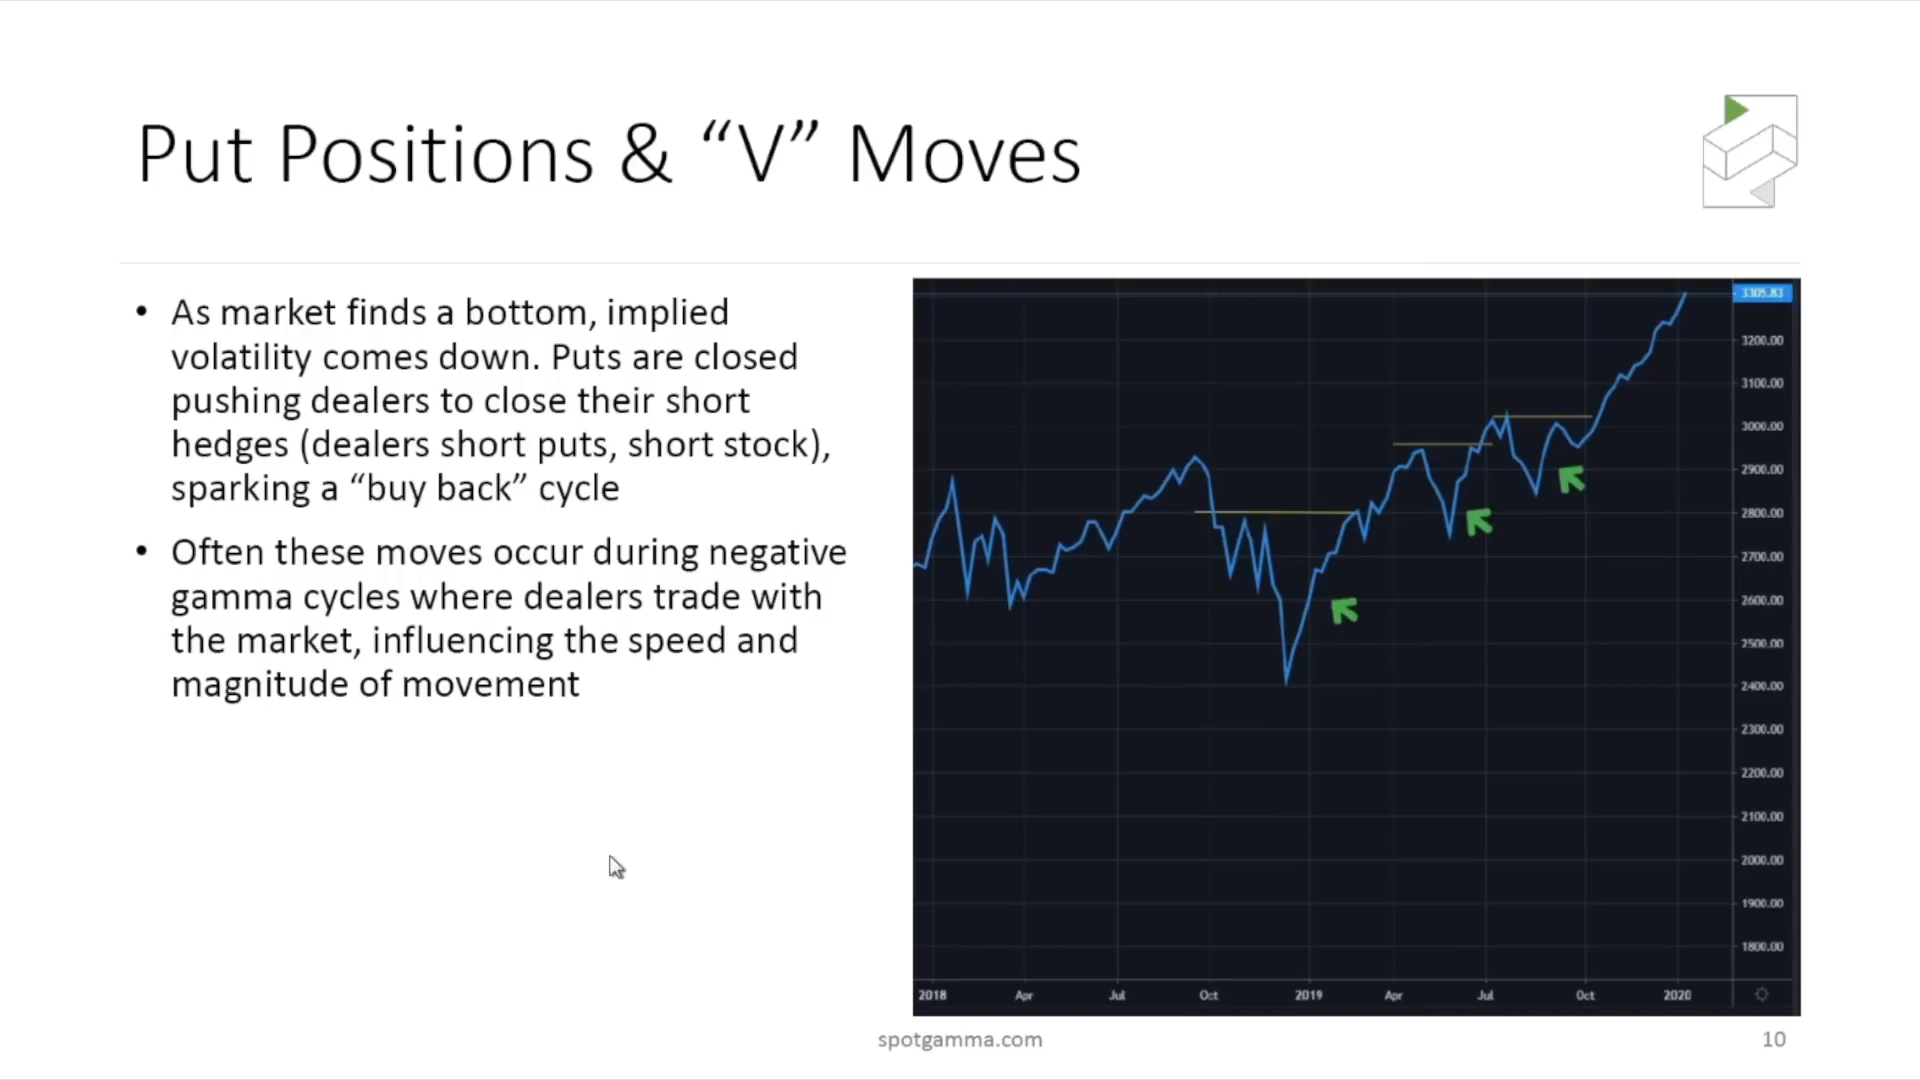 Put Positions & “V” Moves
• As market finds a bottom, implied
volatility comes down. Puts are closed
pushing dealers to close their short
hedges (dealers short puts, short stock),
sparking a “buy back” cycle
• Often these moves occur during negative
gamma cycles where dealers trade with
the market, influencing the speed and
magnitude of movement
3305.83
3200.00
3100.00
3000.00
2900.00
2800.00
2700.00
2600.00
2500.00
2400.00
2300.00
2200.00
2100.00
2000.00
1900.00
1800.00
2018 Apr Jul Oct 2019 Apr Jul Oct 2020
spotgamma.com
10